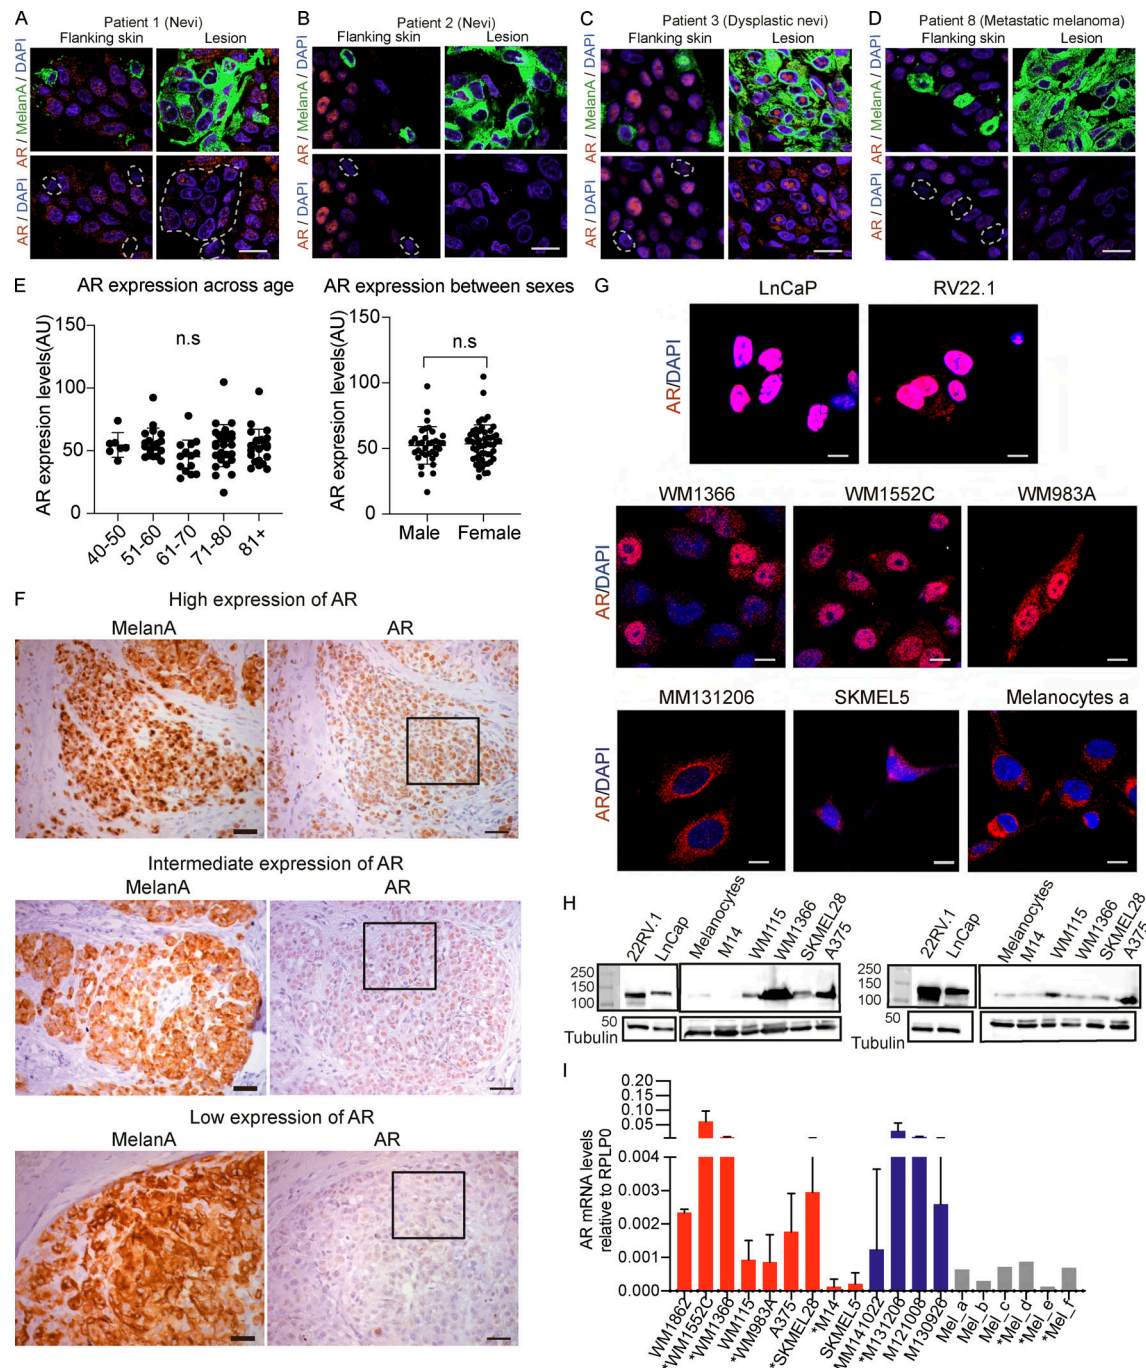 A
Patient 1 (Nevi)
Flanking skin
Lesion
AR / MelanA / DAPI
AR / DAPI
B
Patient 2 (Nevi)
Flanking skin
Lesion
AR / MelanA / DAPI
AR / DAPI
C
Patient 3 (Dysplastic nevi)
Flanking skin
Lesion
AR / MelanA / DAPI
AR / DAPI
D
Patient 8 (Metastatic melanoma)
Flanking skin
Lesion
AR / MelanA / DAPI
AR / DAPI
E
AR expression across age
AR expression levels(AU)
150
100
50
0
n.s
40-50
51-60
61-70
71-80
81+
AR expression between sexes
AR expression levels(AU)
150
100
50
0
n.s
Male
Female
F
High expression of AR
MelanA
AR
Intermediate expression of AR
MelanA
AR
Low expression of AR
MelanA
AR
G
LnCaP
RV22.1
AR/DAPI
WM1366
WM1552C
WM983A
AR/DAPI
MM131206
SKMEL5
Melanocytes a
AR/DAPI
H
22RV.1
LnCap
Melanocytes
M14
WM115
WM1366
SKMEL28
A375
250
150
100
50
Tubulin
22RV.1
LnCap
Melanocytes
M14
WM115
WM1366
SKMEL28
A375
250
150
100
50
Tubulin
I
AR mRNA levels
relative to RPLP0
0.20
0.15
0.10
0.05
0.004
0.003
0.002
0.001
0.000
WM1862
*WM1552C
*WM1366
WM115
*WM983A
A375
*SKMEL28
*M14
SKMEL5
MM141022
*M131206
M121008
M130928
Mel_a
Mel_b
Mel_c
*Mel_d
*Mel_e
*Mel_f